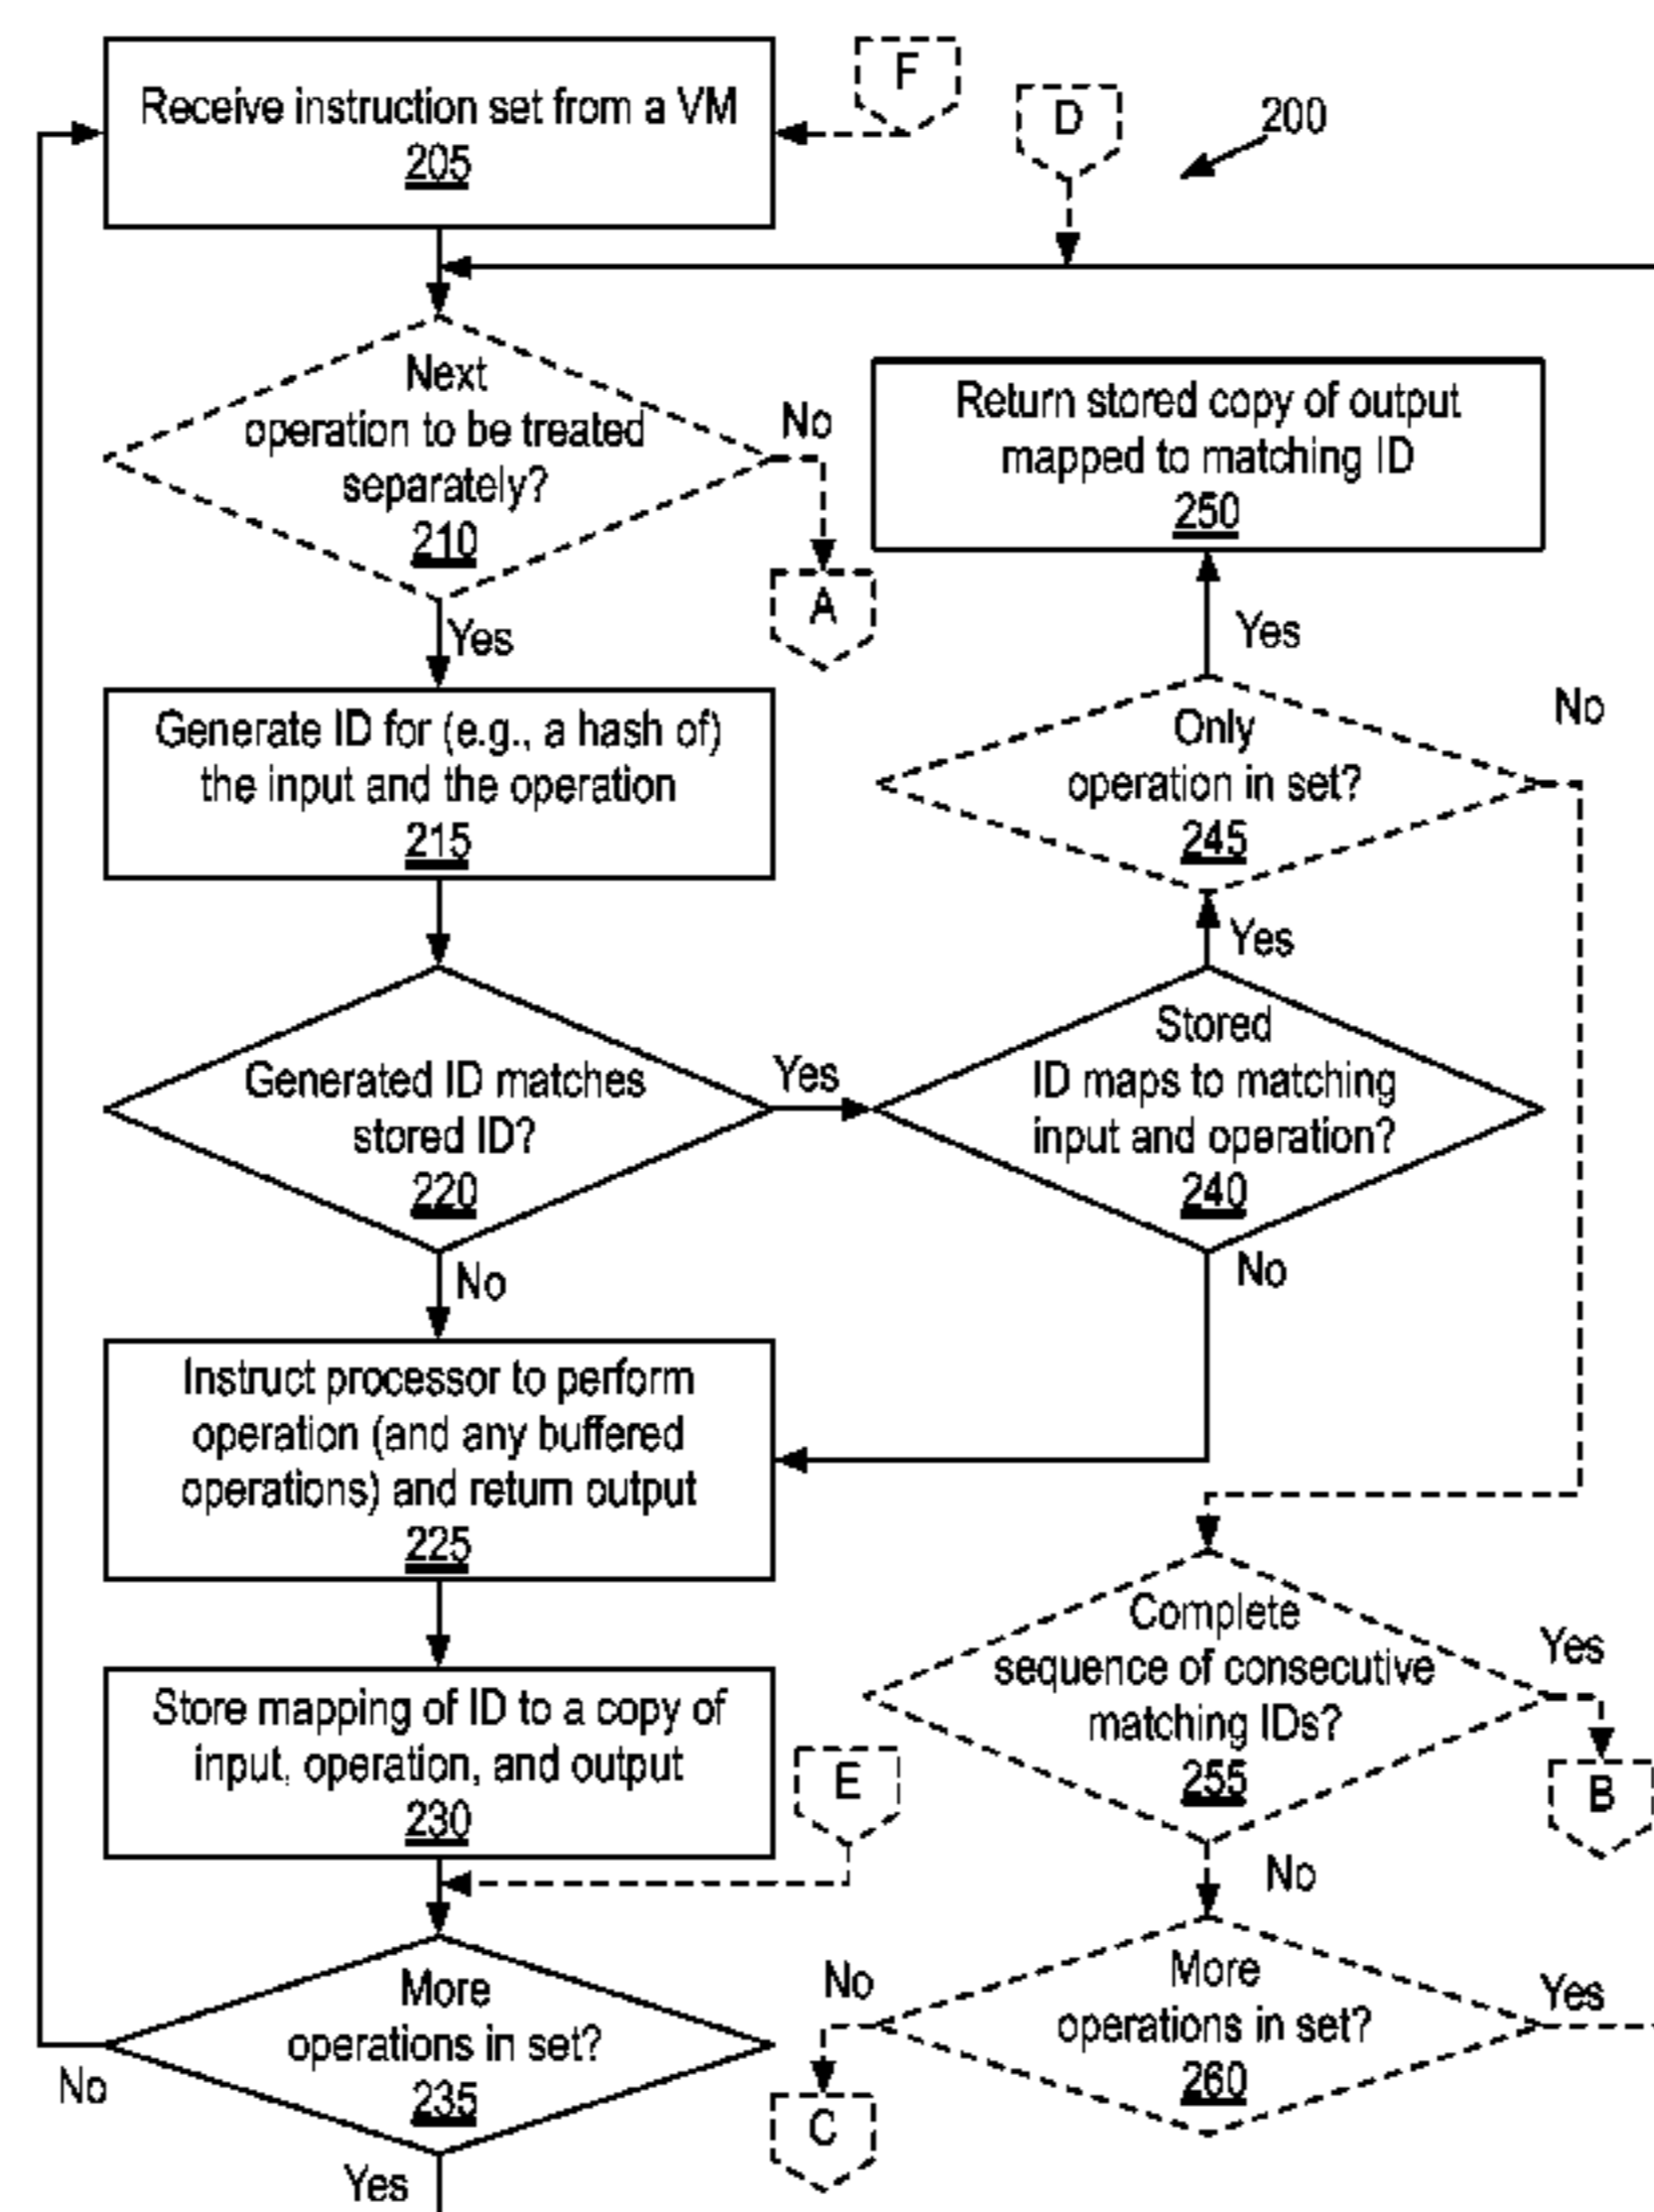 Receive instruction set from a VM
205
F
D
200
Next
operation to be treated
separately?
210
No
A
Yes
Return stored copy of output
mapped to matching ID
250
Yes
Generate ID for (e.g., a hash of)
the input and the operation
215
Only
operation in set?
245
No
Yes
Generated ID matches
stored ID?
220
Yes
Stored
ID maps to matching
input and operation?
240
No
No
Instruct processor to perform
operation (and any buffered
operations) and return output
225
Complete
sequence of consecutive
matching IDs?
255
Yes
B
No
Store mapping of ID to a copy of
input, operation, and output
230
E
More
operations in set?
235
No
Yes
More
operations in set?
260
No
C
Yes